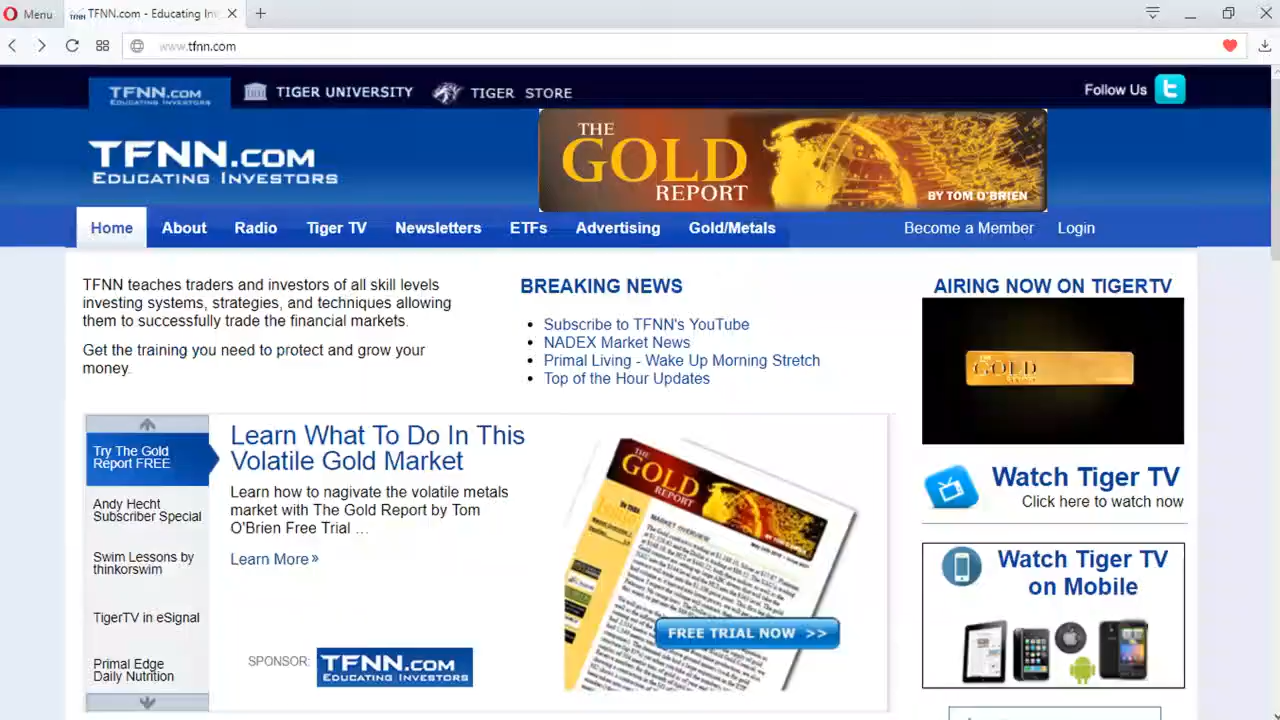 Menu
TFNN.com - Educating Inv
www.tfnn.com
TFNN.COM
EDUCATING INVESTORS
TIGER UNIVERSITY
TIGER STORE
Follow Us
TFNN.COM
EDUCATING INVESTORS
THE
GOLD
REPORT
BY TOM O'BRIEN
Home
About
Radio
Tiger TV
Newsletters
ETFs
Advertising
Gold/Metals
Become a Member
Login
TFNN teaches traders and investors of all skill levels
investing systems, strategies, and techniques allowing
them to successfully trade the financial markets.
Get the training you need to protect and grow your
money.
BREAKING NEWS
Subscribe to TFNN's YouTube
NADEX Market News
Primal Living - Wake Up Morning Stretch
Top of the Hour Updates
AIRING NOW ON TIGERTV
THE
GOLD
Watch Tiger TV
Click here to watch now
Watch Tiger TV
on Mobile
Try The Gold
Report FREE
Andy Hecht
Subscriber Special
Swim Lessons by
thinkorswim
TigerTV in eSignal
Primal Edge
Daily Nutrition
Learn What To Do In This
Volatile Gold Market
Learn how to nagivate the volatile metals
market with The Gold Report by Tom
O'Brien Free Trial ...
Learn More »
SPONSOR:
TFNN.COM
EDUCATING INVESTORS
THE
GOLD
REPORT
MARKET OVERVIEW
FREE TRIAL NOW >>